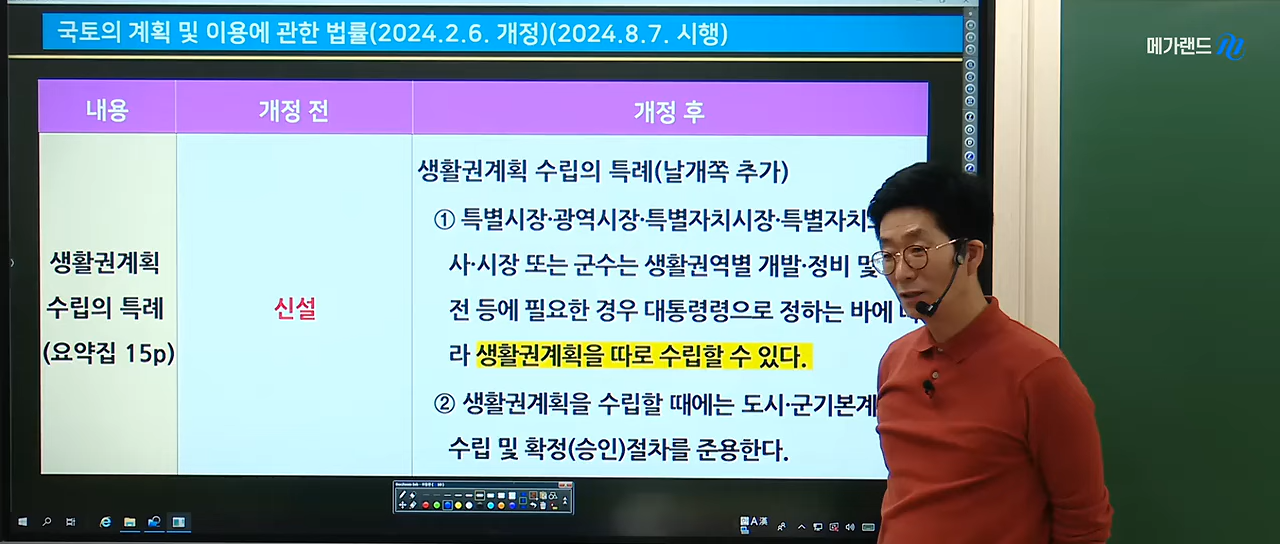 국토의 계획 및 이용에 관한 법률(2024.2.6. 개정)(2024.8.7. 시행)
메가랜드
내용
개정 전
개정 후
생활권계획
수립의 특례
(요약집 15p)
신설
생활권계획 수립의 특례(날개쪽 추가)
① 특별시장·광역시장·특별자치시장·특별자치
사·시장 또는 군수는 생활권역별 개발·정비 및
전 등에 필요한 경우 대통령령으로 정하는 바에
라 생활권계획을 따로 수립할 수 있다.
② 생활권계획을 수립할 때에는 도시·군기본계
수립 및 확정(승인)절차를 준용한다.
A 漢